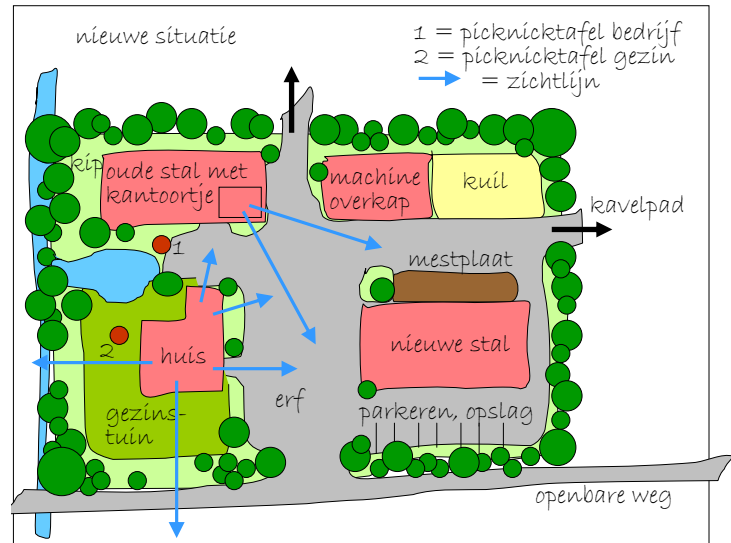 nieuwe situatie
1 = picknicktafel bedrijf
2 = picknicktafel gezin
= zichtlijn
kip
oude stal met
kantoortje
machine
overkap
kuil
kavelpad
1
mestplaat
2
huis
nieuwe stal
gezins-
tuin
erf
parkeren, opslag
openbare weg